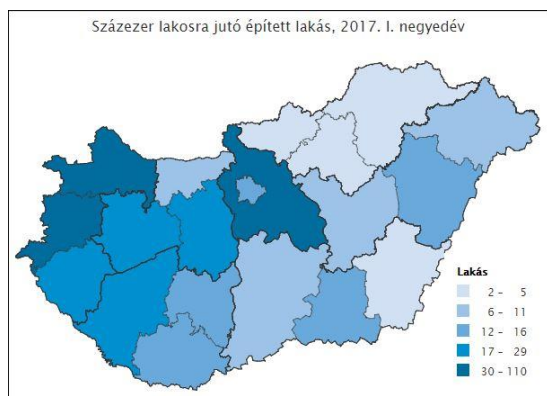 Százezer lakosra jutó épített lakás, 2017. I. negyedév
Lakás
2 - 5
6 - 11
12 - 16
17 - 29
30 - 110